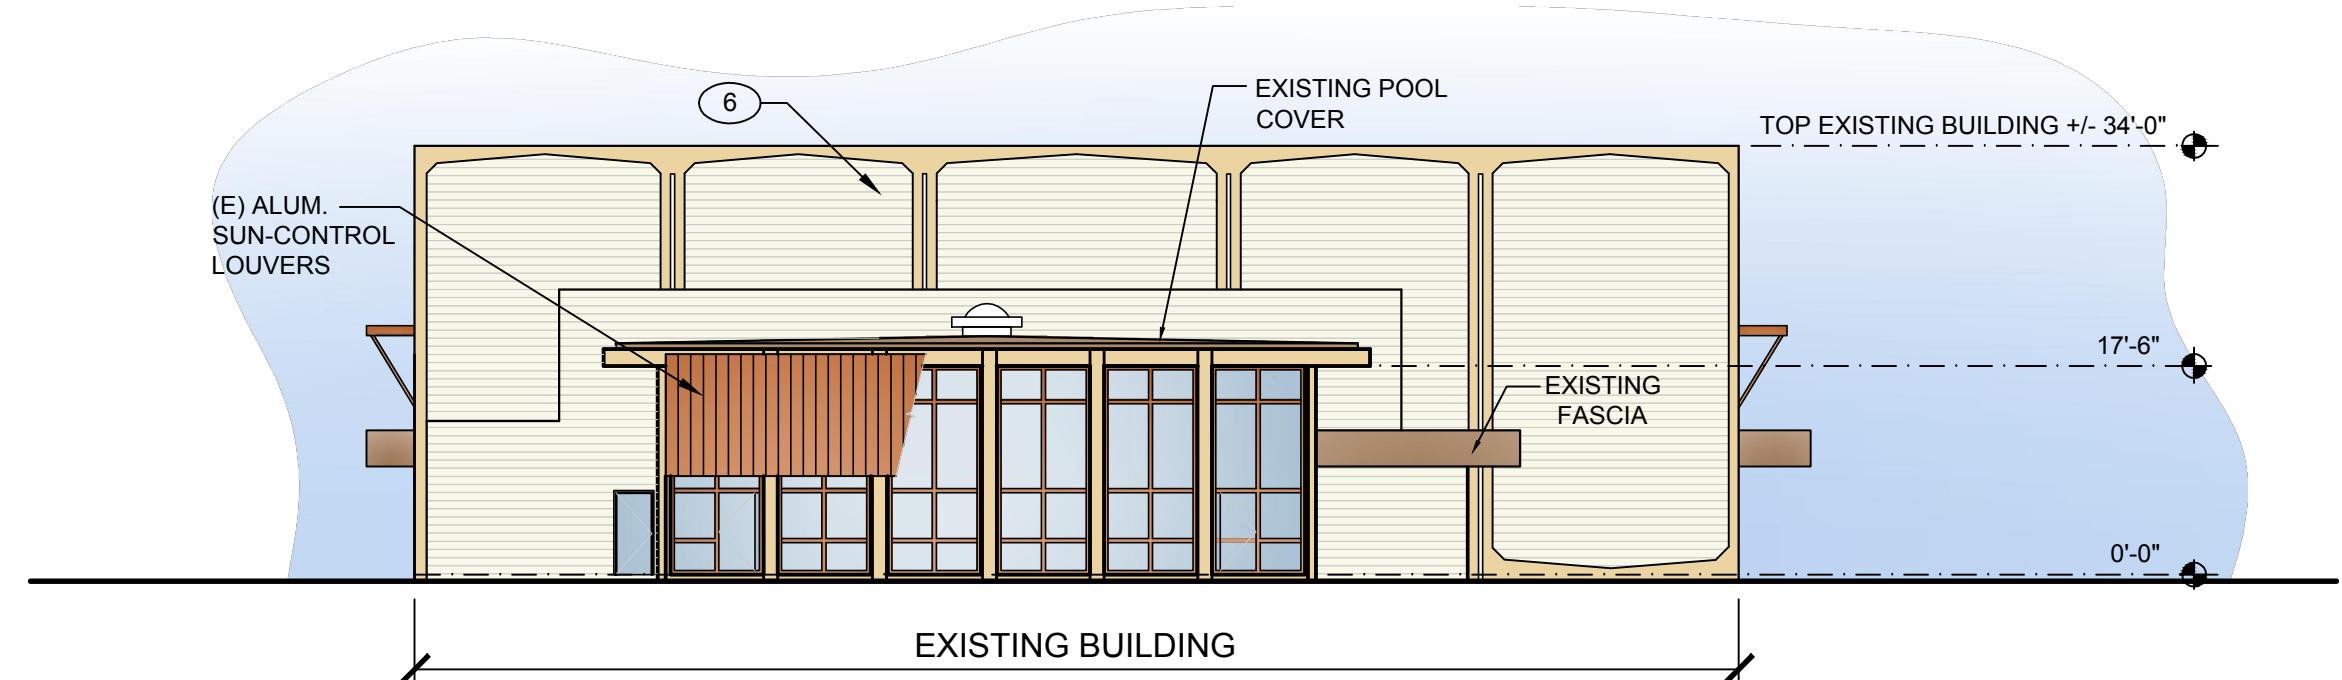 6
EXISTING POOL
COVER
TOP EXISTING BUILDING +/- 34'-0"
(E) ALUM.
SUN-CONTROL
LOUVERS
17'-6"
EXISTING
FASCIA
0'-0"
EXISTING BUILDING